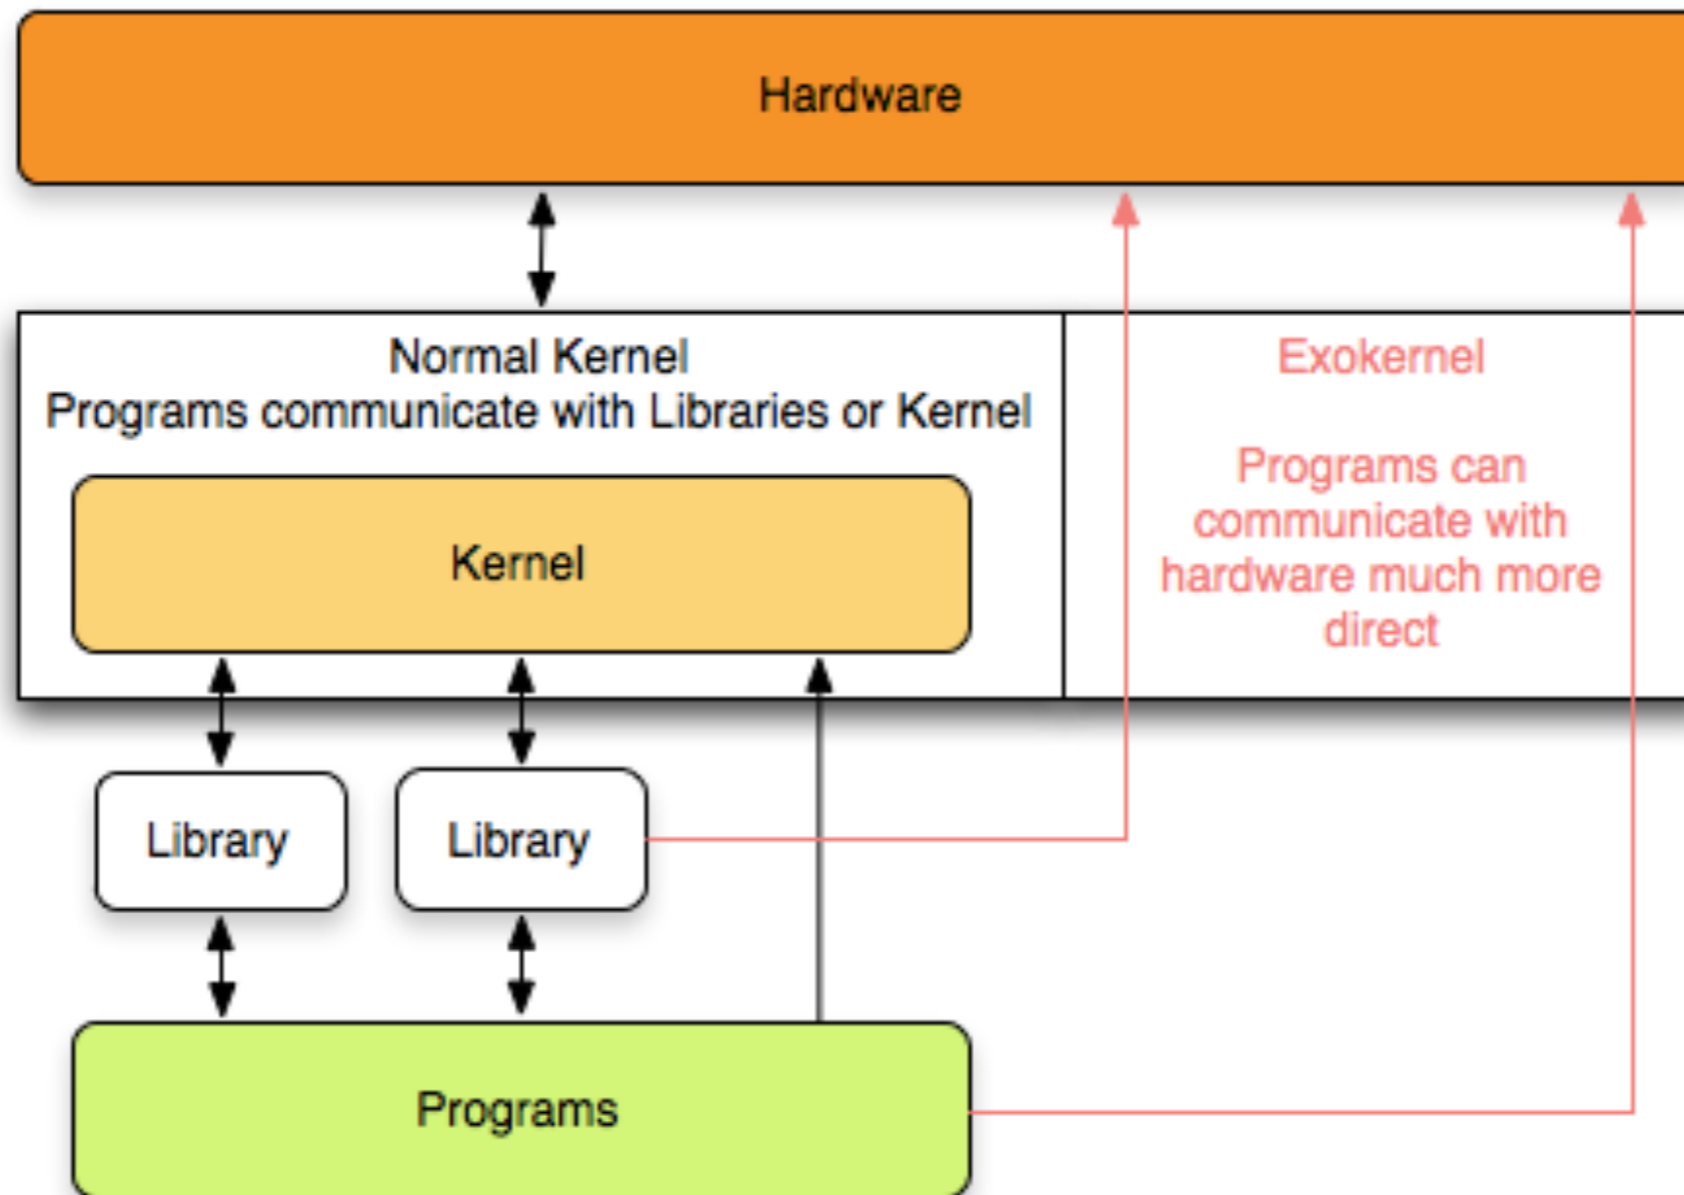 Hardware
Normal Kernel
Programs communicate with Libraries or Kernel
Exokernel
Programs can
communicate with
hardware much more
direct
Kernel
Library
Library
Programs